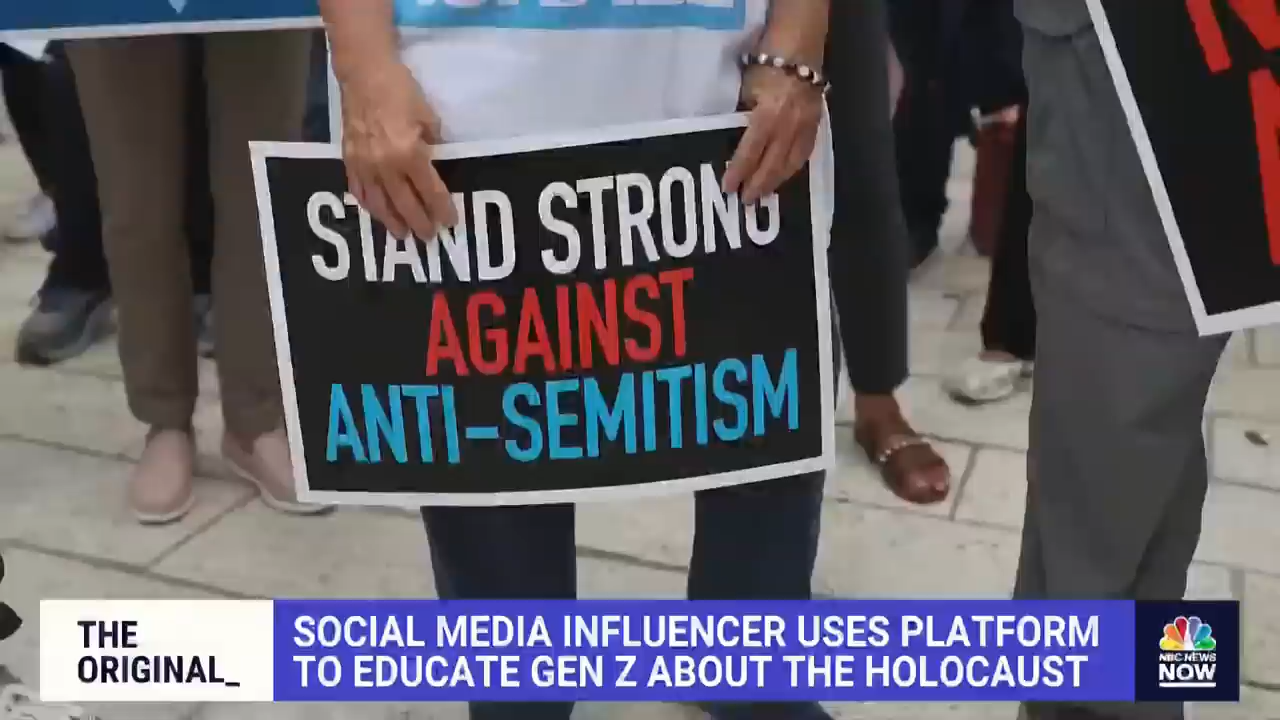 STAND STRONG
AGAINST
ANTI-SEMITISM
THE
ORIGINAL_
SOCIAL MEDIA INFLUENCER USES PLATFORM
TO EDUCATE GEN Z ABOUT THE HOLOCAUST
NBC NEWS
NOW